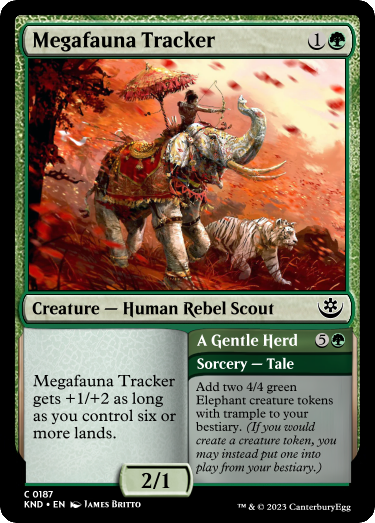 Megafauna Tracker 1
Creature — Human Rebel Scout
Megafauna Tracker
gets +1/+2 as long
as you control six or
more lands.
A Gentle Herd 5
Sorcery — Tale
Add two 4/4 green
Elephant creature tokens
with trample to your
bestiary. (If you would
create a creature token, you
may instead put one into
play from your bestiary.)
2/1
C 0187
KND • EN JAMES BRITTO
™ & © 2023 CanterburyEgg